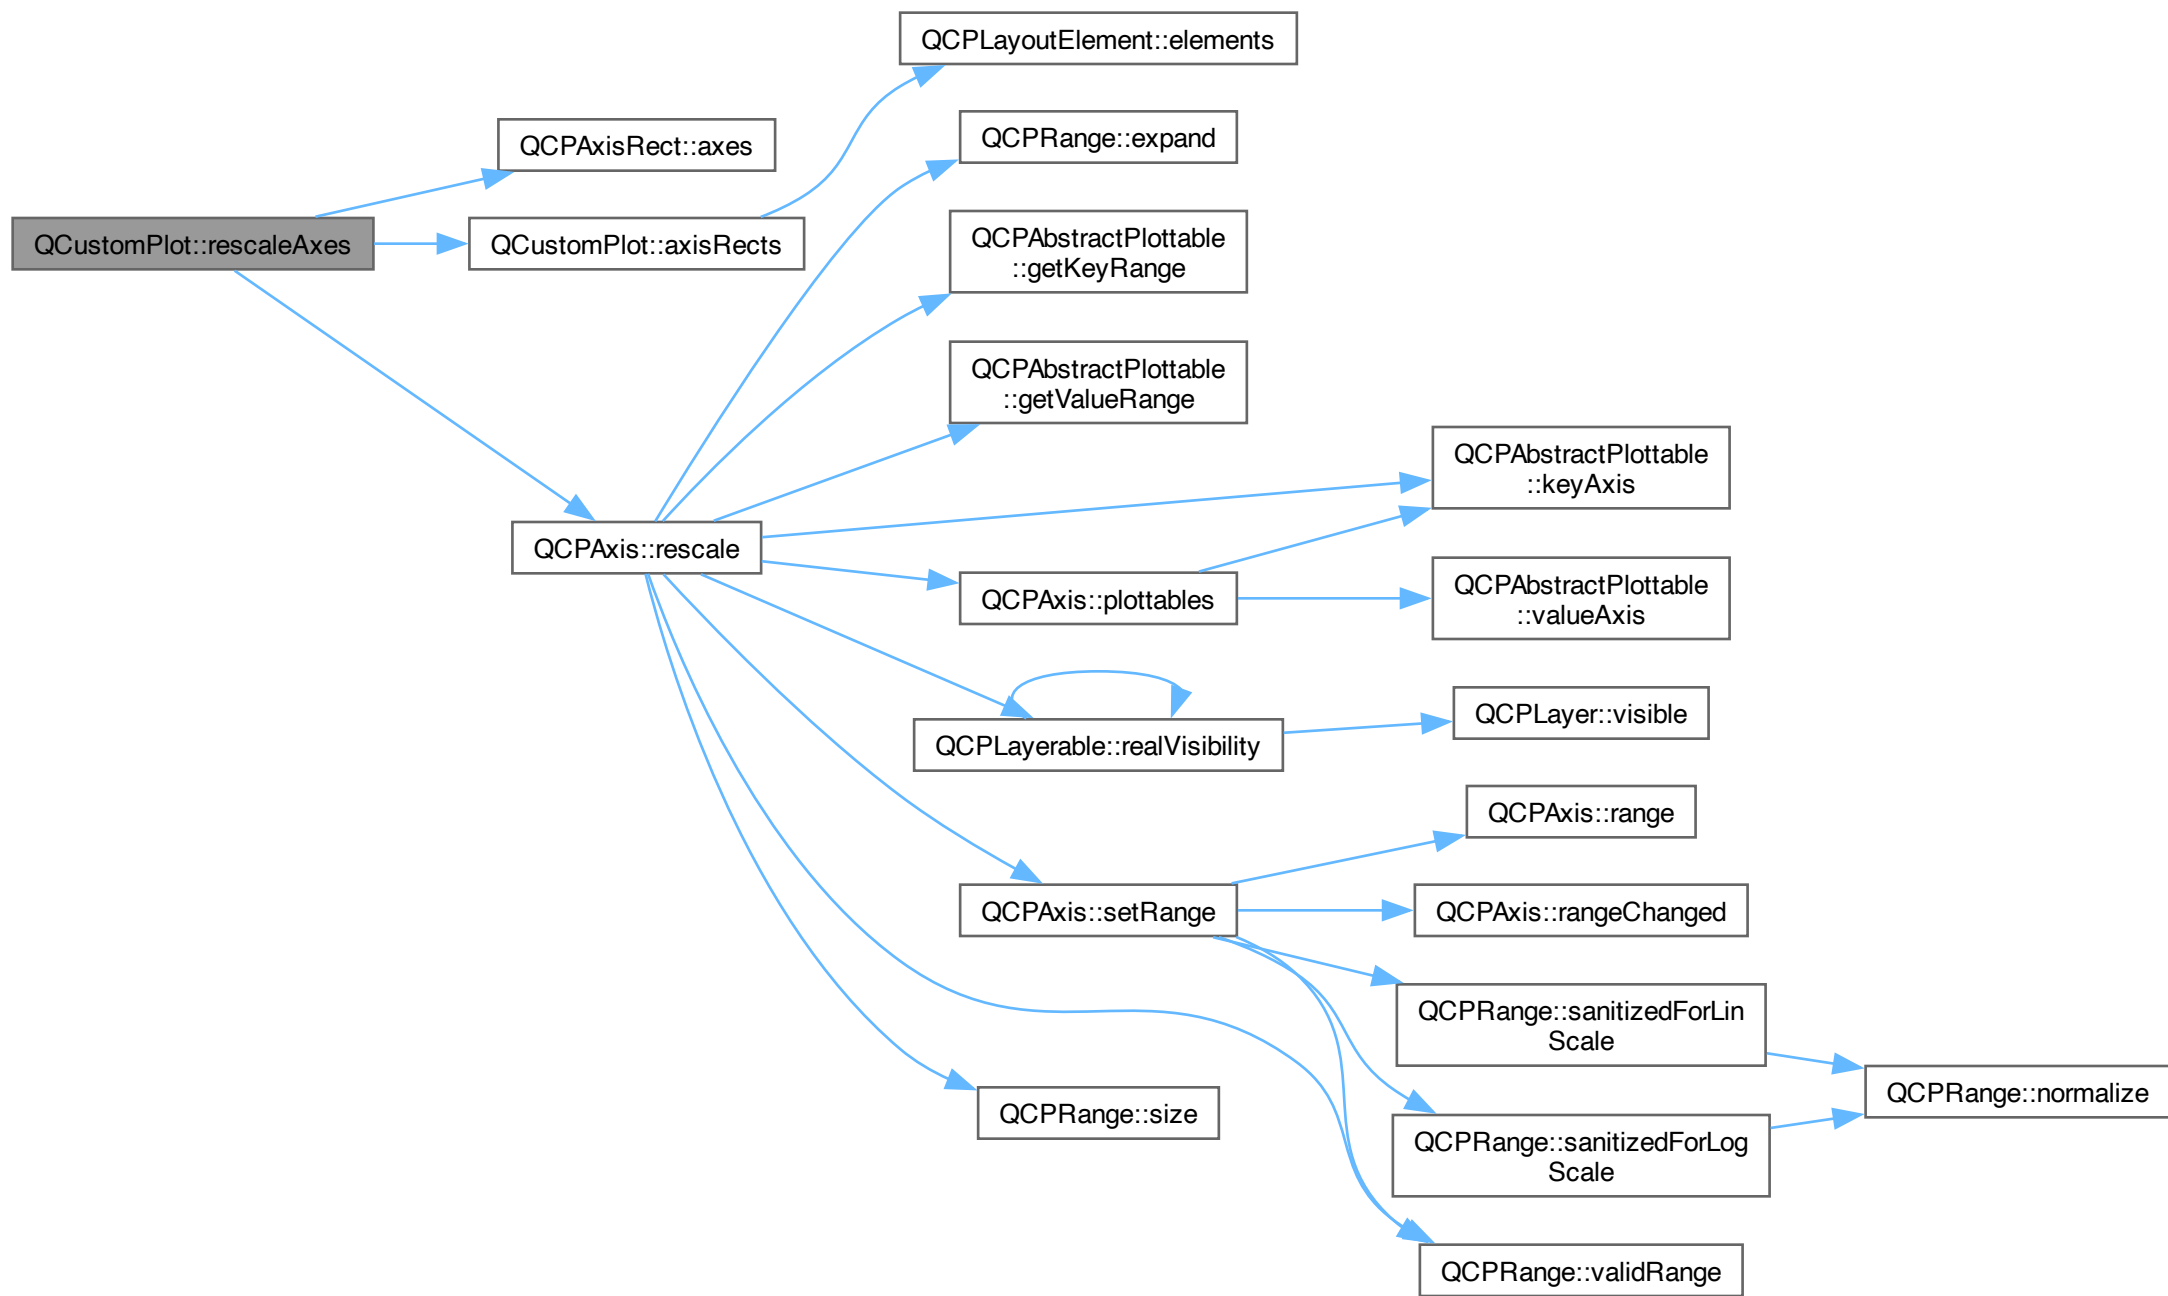 QCPLayoutElement::elements
QCPAxisRect::axes
QCPRange::expand
QCustomPlot::rescaleAxes
QCustomPlot::axisRects
QCPAbstractPlottable
::getKeyRange
QCPAbstractPlottable
::getValueRange
QCPAbstractPlottable
::keyAxis
QCPAxis::rescale
QCPAxis::plottables
QCPAbstractPlottable
::valueAxis
QCPLayerable::realVisibility
QCPLayer::visible
QCPAxis::range
QCPAxis::setRange
QCPAxis::rangeChanged
QCPRange::sanitizedForLin
Scale
QCPRange::normalize
QCPRange::size
QCPRange::sanitizedForLog
Scale
QCPRange::validRange